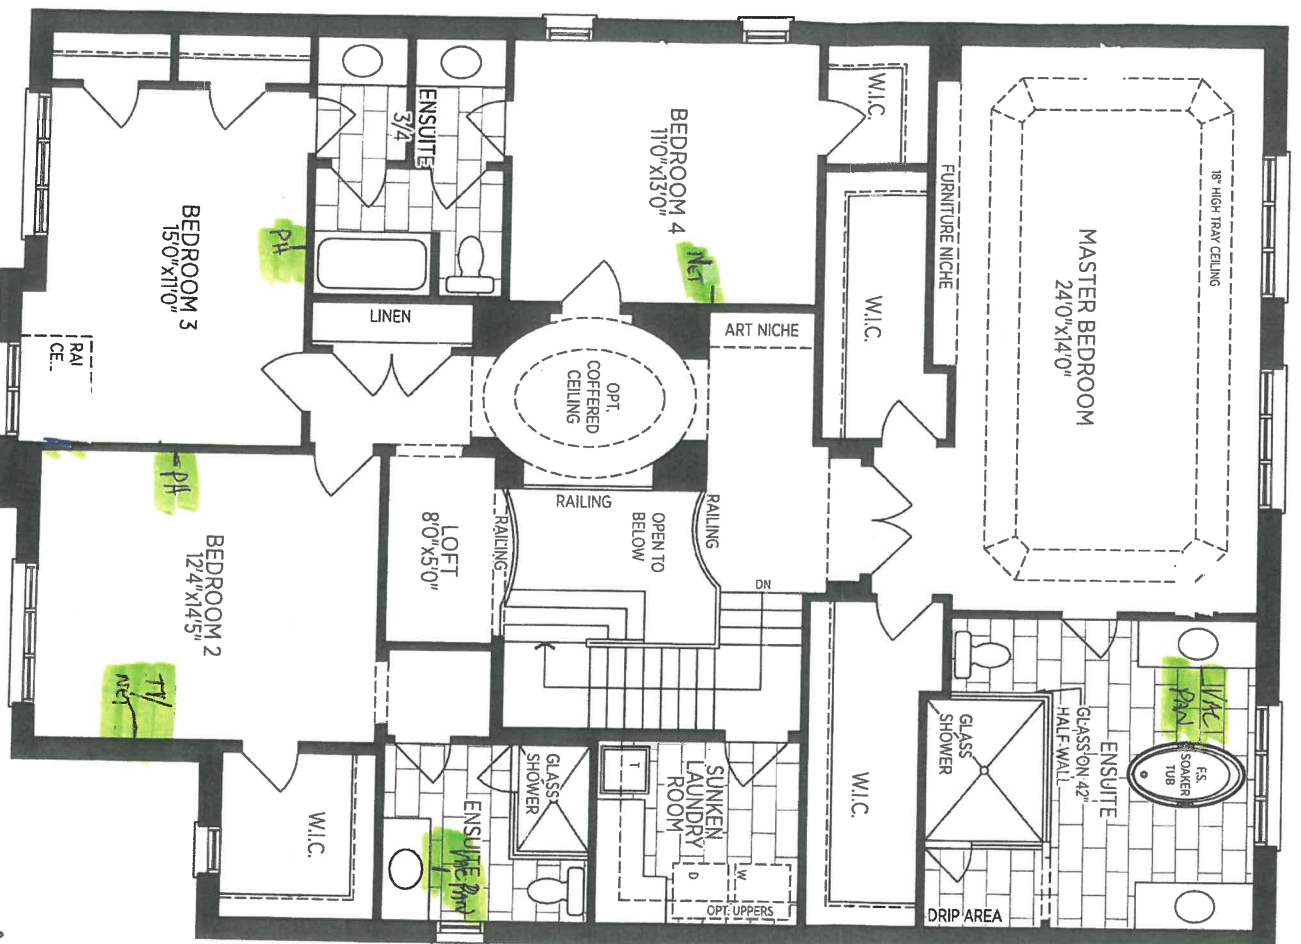 BEDROOM 3
15'0"x11'0"
PH
ENSUITE
3/4
LINEN
BEDROOM 4
11'0"x13'0"
NET
W.I.C.
W.I.C.
FURNITURE NICHE
18" HIGH TRAY CEILING
MASTER BEDROOM
24'0"x14'0"
ART NICHE
OPT.
COFFERED
CEILING
RAILING
RAILING
RAILING
OPEN TO
BELOW
DN
LOFT
8'0"x5'0"
PH
BEDROOM 2
12'4"x14'5"
TV/
NET
W.I.C.
GLASS
SHOWER
ENSUITE
VAC PAN
SUNKEN
LAUNDRY
ROOM
T
D
W
OPT. UPPERS
W.I.C.
GLASS
SHOWER
GLASS ON 42"
HALF-WALL
ENSUITE
VAC
PAN
F.S.
SOAKER
TUB
DRIP AREA